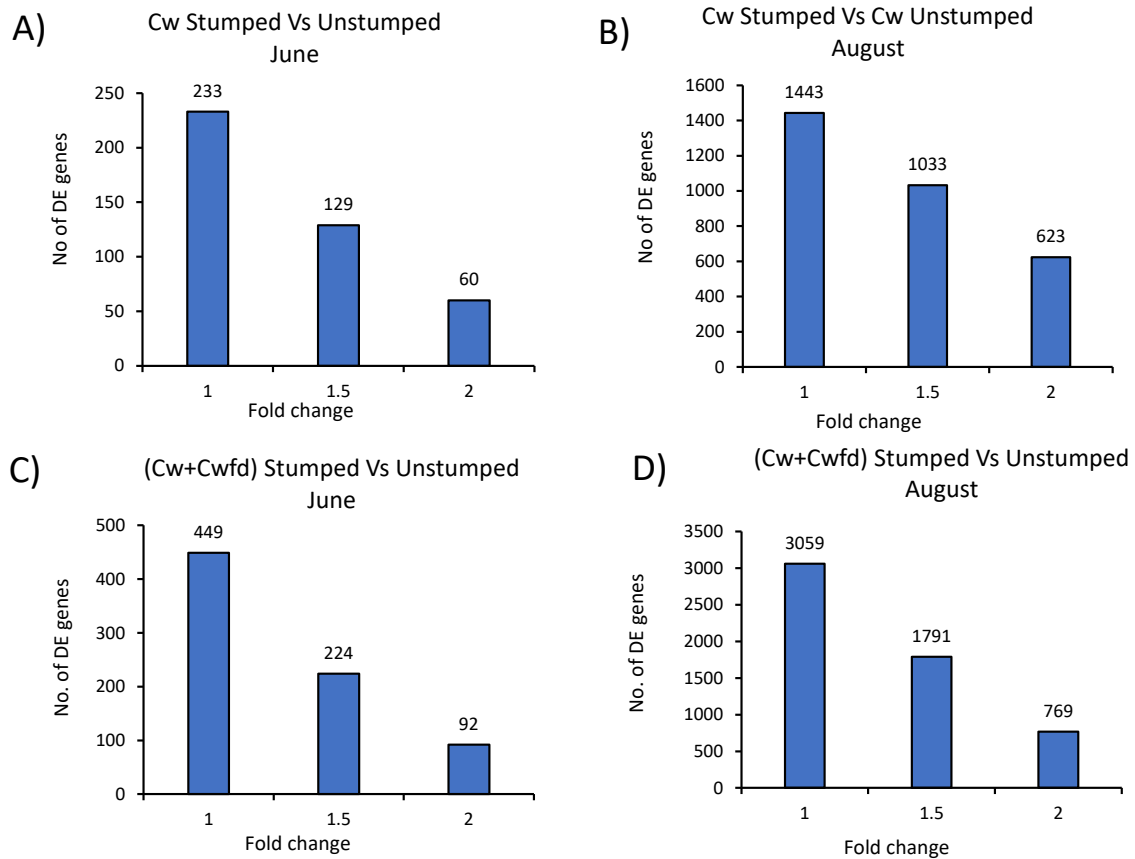 A)
Cw Stumped Vs Unstumped
June
No of DE genes
250
200
150
100
50
0
233
129
60
1
1.5
2
Fold change
B)
Cw Stumped Vs Cw Unstumped
August
No of DE genes
1600
1400
1200
1000
800
600
400
200
0
1443
1033
623
1
1.5
2
Fold change
C)
(Cw+Cwfd) Stumped Vs Unstumped
June
No. of DE genes
500
400
300
200
100
0
449
224
92
1
1.5
2
Fold change
D)
(Cw+Cwfd) Stumped Vs Unstumped
August
No. of DE genes
3500
3000
2500
2000
1500
1000
500
0
3059
1791
769
1
1.5
2
Fold change